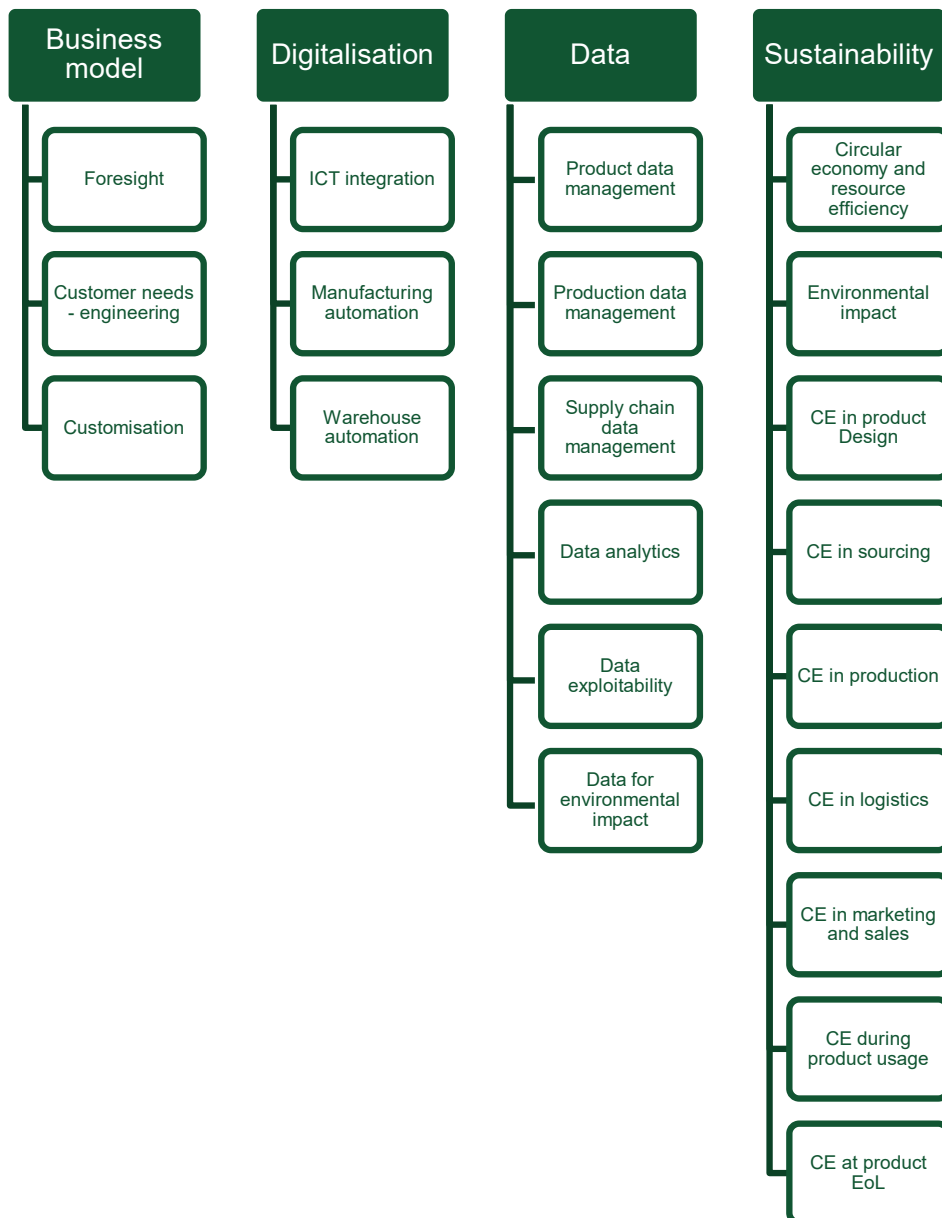 Business
model
Foresight
Customer needs
- engineering
Customisation
Digitalisation
ICT integration
Manufacturing
automation
Warehouse
automation
Data
Product data
management
Production data
management
Supply chain
data
management
Data analytics
Data
exploitability
Data for
environmental
impact
Sustainability
Circular
economy and
resource
efficiency
Environmental
impact
CE in product
Design
CE in sourcing
CE in production
CE in logistics
CE in marketing
and sales
CE during
product usage
CE at product
EoL